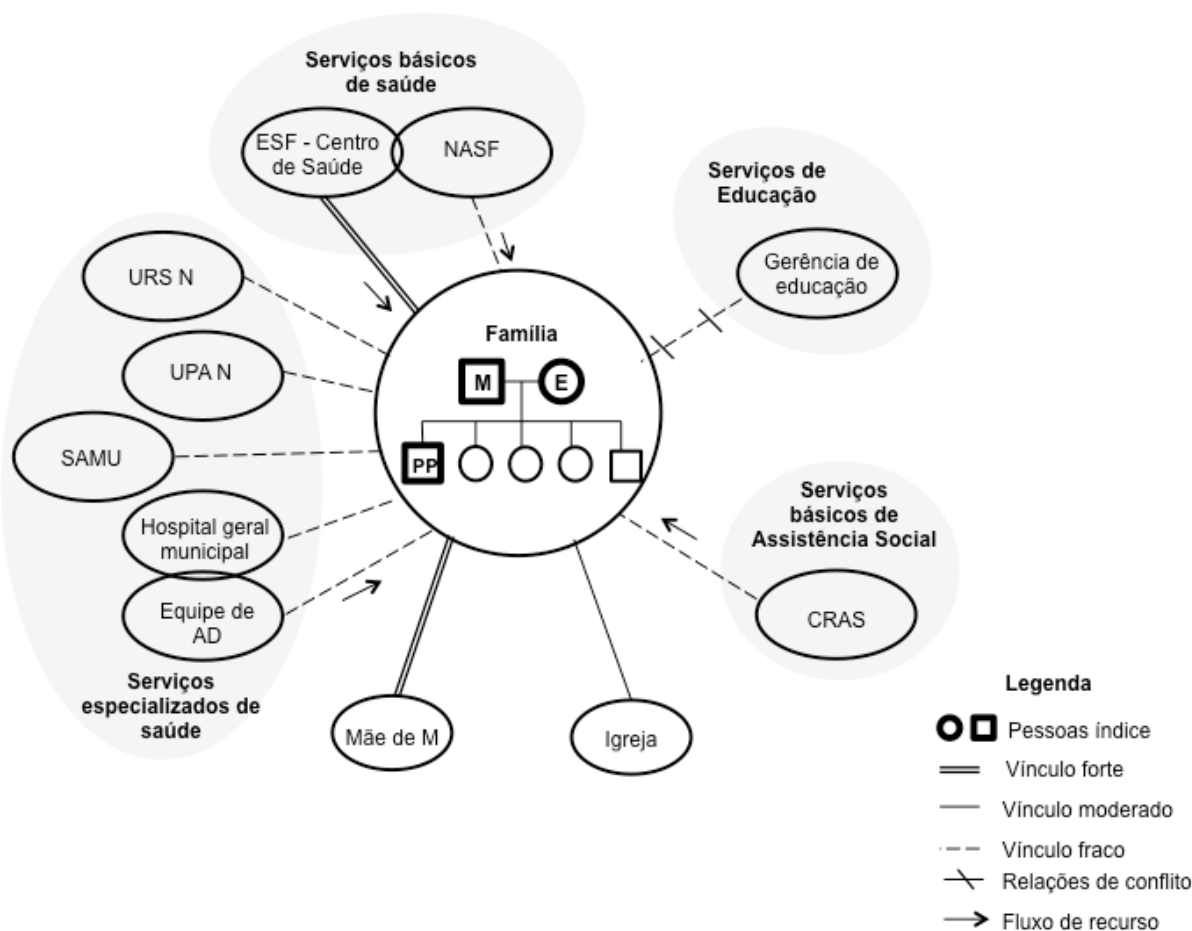 Serviços básicos
de saúde
ESF - Centro
de Saúde
NASF
Serviços de
Educação
Gerência de
educação
URS N
UPA N
SAMU
Hospital geral
municipal
Equipe de
AD
Serviços
especializados de
saúde
Família
M
E
PP
Serviços
básicos de
Assistência Social
CRAS
Mãe de M
Igreja
Legenda
Pessoas índice
Vínculo forte
Vínculo moderado
Vínculo fraco
Relações de conflito
Fluxo de recurso